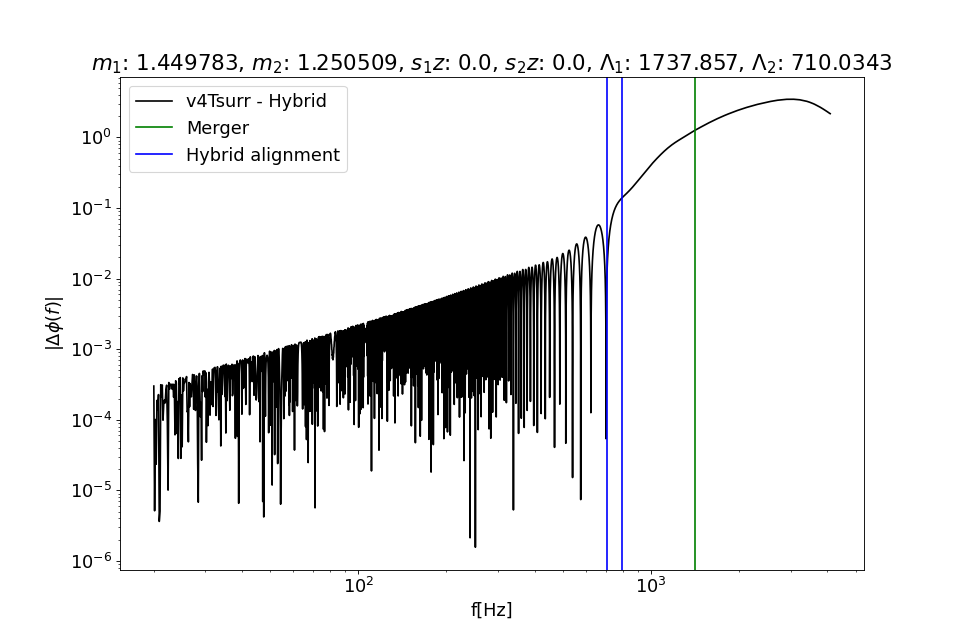 m₁: 1.449783, m₂: 1.250509, s₁z: 0.0, s₂z: 0.0, Λ₁: 1737.857, Λ₂: 710.0343
v4Tsurr - Hybrid
Merger
Hybrid alignment
10⁰
10⁻¹
10⁻²
10⁻³
10⁻⁴
10⁻⁵
10⁻⁶
|Δϕ(f)|
10² 10³
f[Hz]